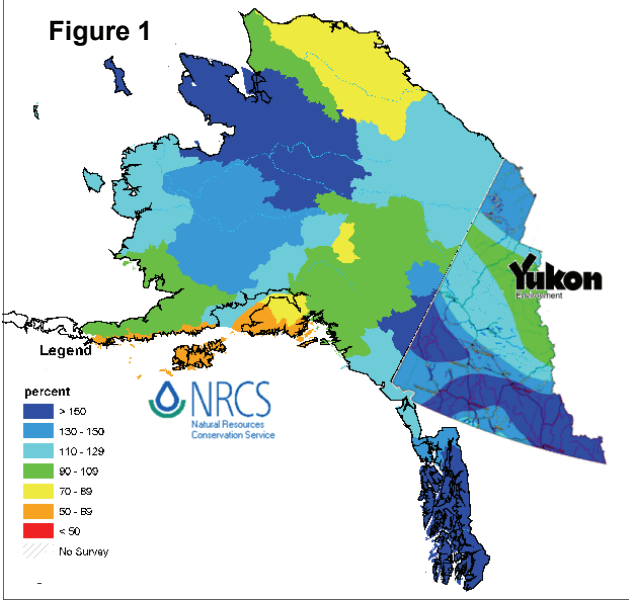 Figure 1
Yukon
Environment
Legend
percent
> 150
130 - 150
110 - 129
90 - 109
70 - 89
50 - 69
< 50
No Survey
NRCS
Natural Resources
Conservation Service